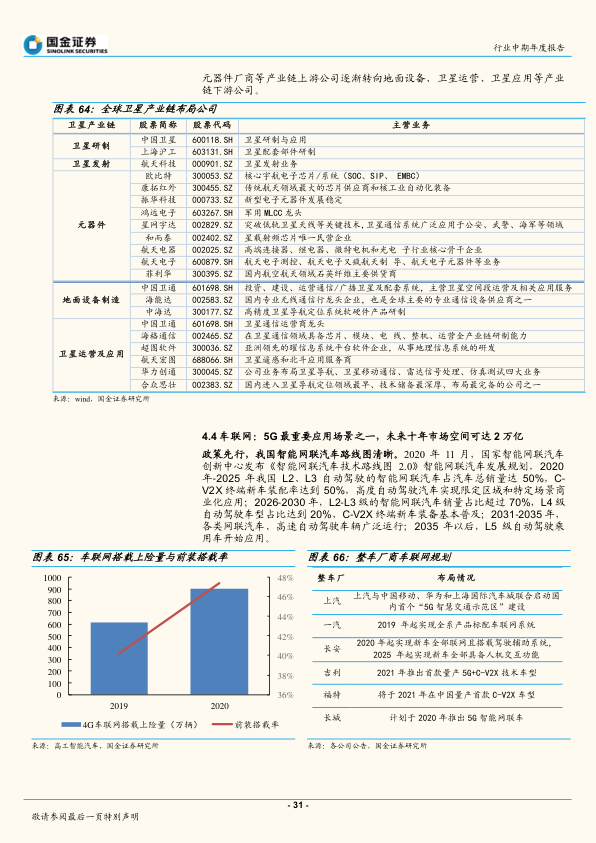 国金证券
SINOLINK SECURITIES
行业中期年度报告
元器件厂商等产业链上游公司逐渐转向地面设备、卫星运营、卫星应用等产业
链下游公司。
图表 64：全球卫星产业链布局公司
卫星产业链 股票简称 股票代码 主营业务
卫星研制 中国卫星 600118.SH 卫星研制与应用
上海沪工 603131.SH 卫星配套部件研制
卫星发射 航天科技 000901.SZ 卫星发射业务
元器件 欧比特 300053.SZ 核心宇航电子芯片/系统（SOC、SIP、 EMBC）
康拓红外 300455.SZ 传统航天领域最大的芯片供应商和核工业自动化装备
振华科技 000733.SZ 新型电子元器件发展稳定
鸿远电子 603267.SH 军用 MLCC 龙头
星网宇达 002829.SZ 突破低轨卫星天线等关键技术,卫星通信系统广泛应用于公安、武警、海军等领域
和而泰 002402.SZ 星载射频芯片唯一民营企业
航天电器 002025.SZ 高端连接器、继电器、微特电机和光电 子行业核心骨干企业
航天电子 600879.SH 航天电子测控、航天电子对抗航天制 导、航天电子元器件等业务
菲利华 300395.SZ 国内航空航天领域石英纤维主要供货商
地面设备制造 中国卫通 601698.SH 投资、建设、运营通信/广播卫星及配套系统, 主营卫星空间段运营及相关应用服务
海能达 002583.SZ 国内专业无线通信行龙头企业, 也是全球主要的专业通信设备供应商之一
中海达 300177.SZ 高精度卫星导航定位系统软硬件产品研制
卫星运营及应用 中国卫通 601698.SH 卫星通信运营商龙头
海格通信 002465.SZ 在卫星通信领域具备芯片、模块、电 线、整机、运营全产业链研制能力
超图软件 300036.SZ 亚洲领先的曜信息系统平台软件企业, 从事地理信息系统的研发
航天宏图 688066.SH 卫星遥感和北斗应用服务商
华力创通 300045.SZ 公司业务布局卫星导航、卫星移动通信、雷达信号处理、仿真测试四大业务
合众思壮 002383.SZ 国内进入卫星导航定位领域最早、技术储备最深厚、布局最完备的公司之一
来源：wind，国金证券研究所
4.4 车联网：5G 最重要应用场景之一，未来十年市场空间可达 2 万亿
政策先行，我国智能网联汽车路线图清晰。2020 年 11 月，国家智能网联汽车
创新中心发布《智能网联汽车技术路线图 2.0》智能网联汽车发展规划，2020
年-2025 年我国 L2、L3 自动驾驶的智能网联汽车占汽车总销量达 50%，C-
V2X 终端新车装配率达到 50%，高度自动驾驶汽车实现限定区域和特定场景商
业化应用；2026-2030 年，L2-L3 级的智能网联汽车销量占比超过 70%，L4 级
自动驾驶车型占比达到 20%，C-V2X 终端新车装备基本普及；2031-2035 年，
各类网联汽车、高速自动驾驶车辆广泛运行；2035 年以后，L5 级自动驾驶乘
用车开始应用。
图表 65：车联网搭载上险量与前装搭载率
1000 48%
900 46%
800 44%
700 42%
600 40%
500 38%
400 36%
300
200
100
0
2019 2020
4G车联网搭载上险量（万辆） 前装搭载率
来源：高工智能汽车，国金证券研究所
图表 66：整车厂商车联网规划
整车厂 布局情况
上汽 上汽与中国移动、华为和上海国际汽车城联合启动国
内首个“5G 智慧交通示范区”建设
一汽 2019 年起实现全系产品标配车联网系统
长安 2020 年起实现新车全部联网且搭载驾驶辅助系统,
2025 年起实现新车全部具备人机交互功能
吉利 2021 年推出首款量产 5G+C-V2X 技术车型
福特 将于 2021 年在中国量产首款 C-V2X 车型
长城 计划于 2020 年推出 5G 智能网联车
来源：各公司公告，国金证券研究所
- 31 -
敬请参阅最后一页特别声明